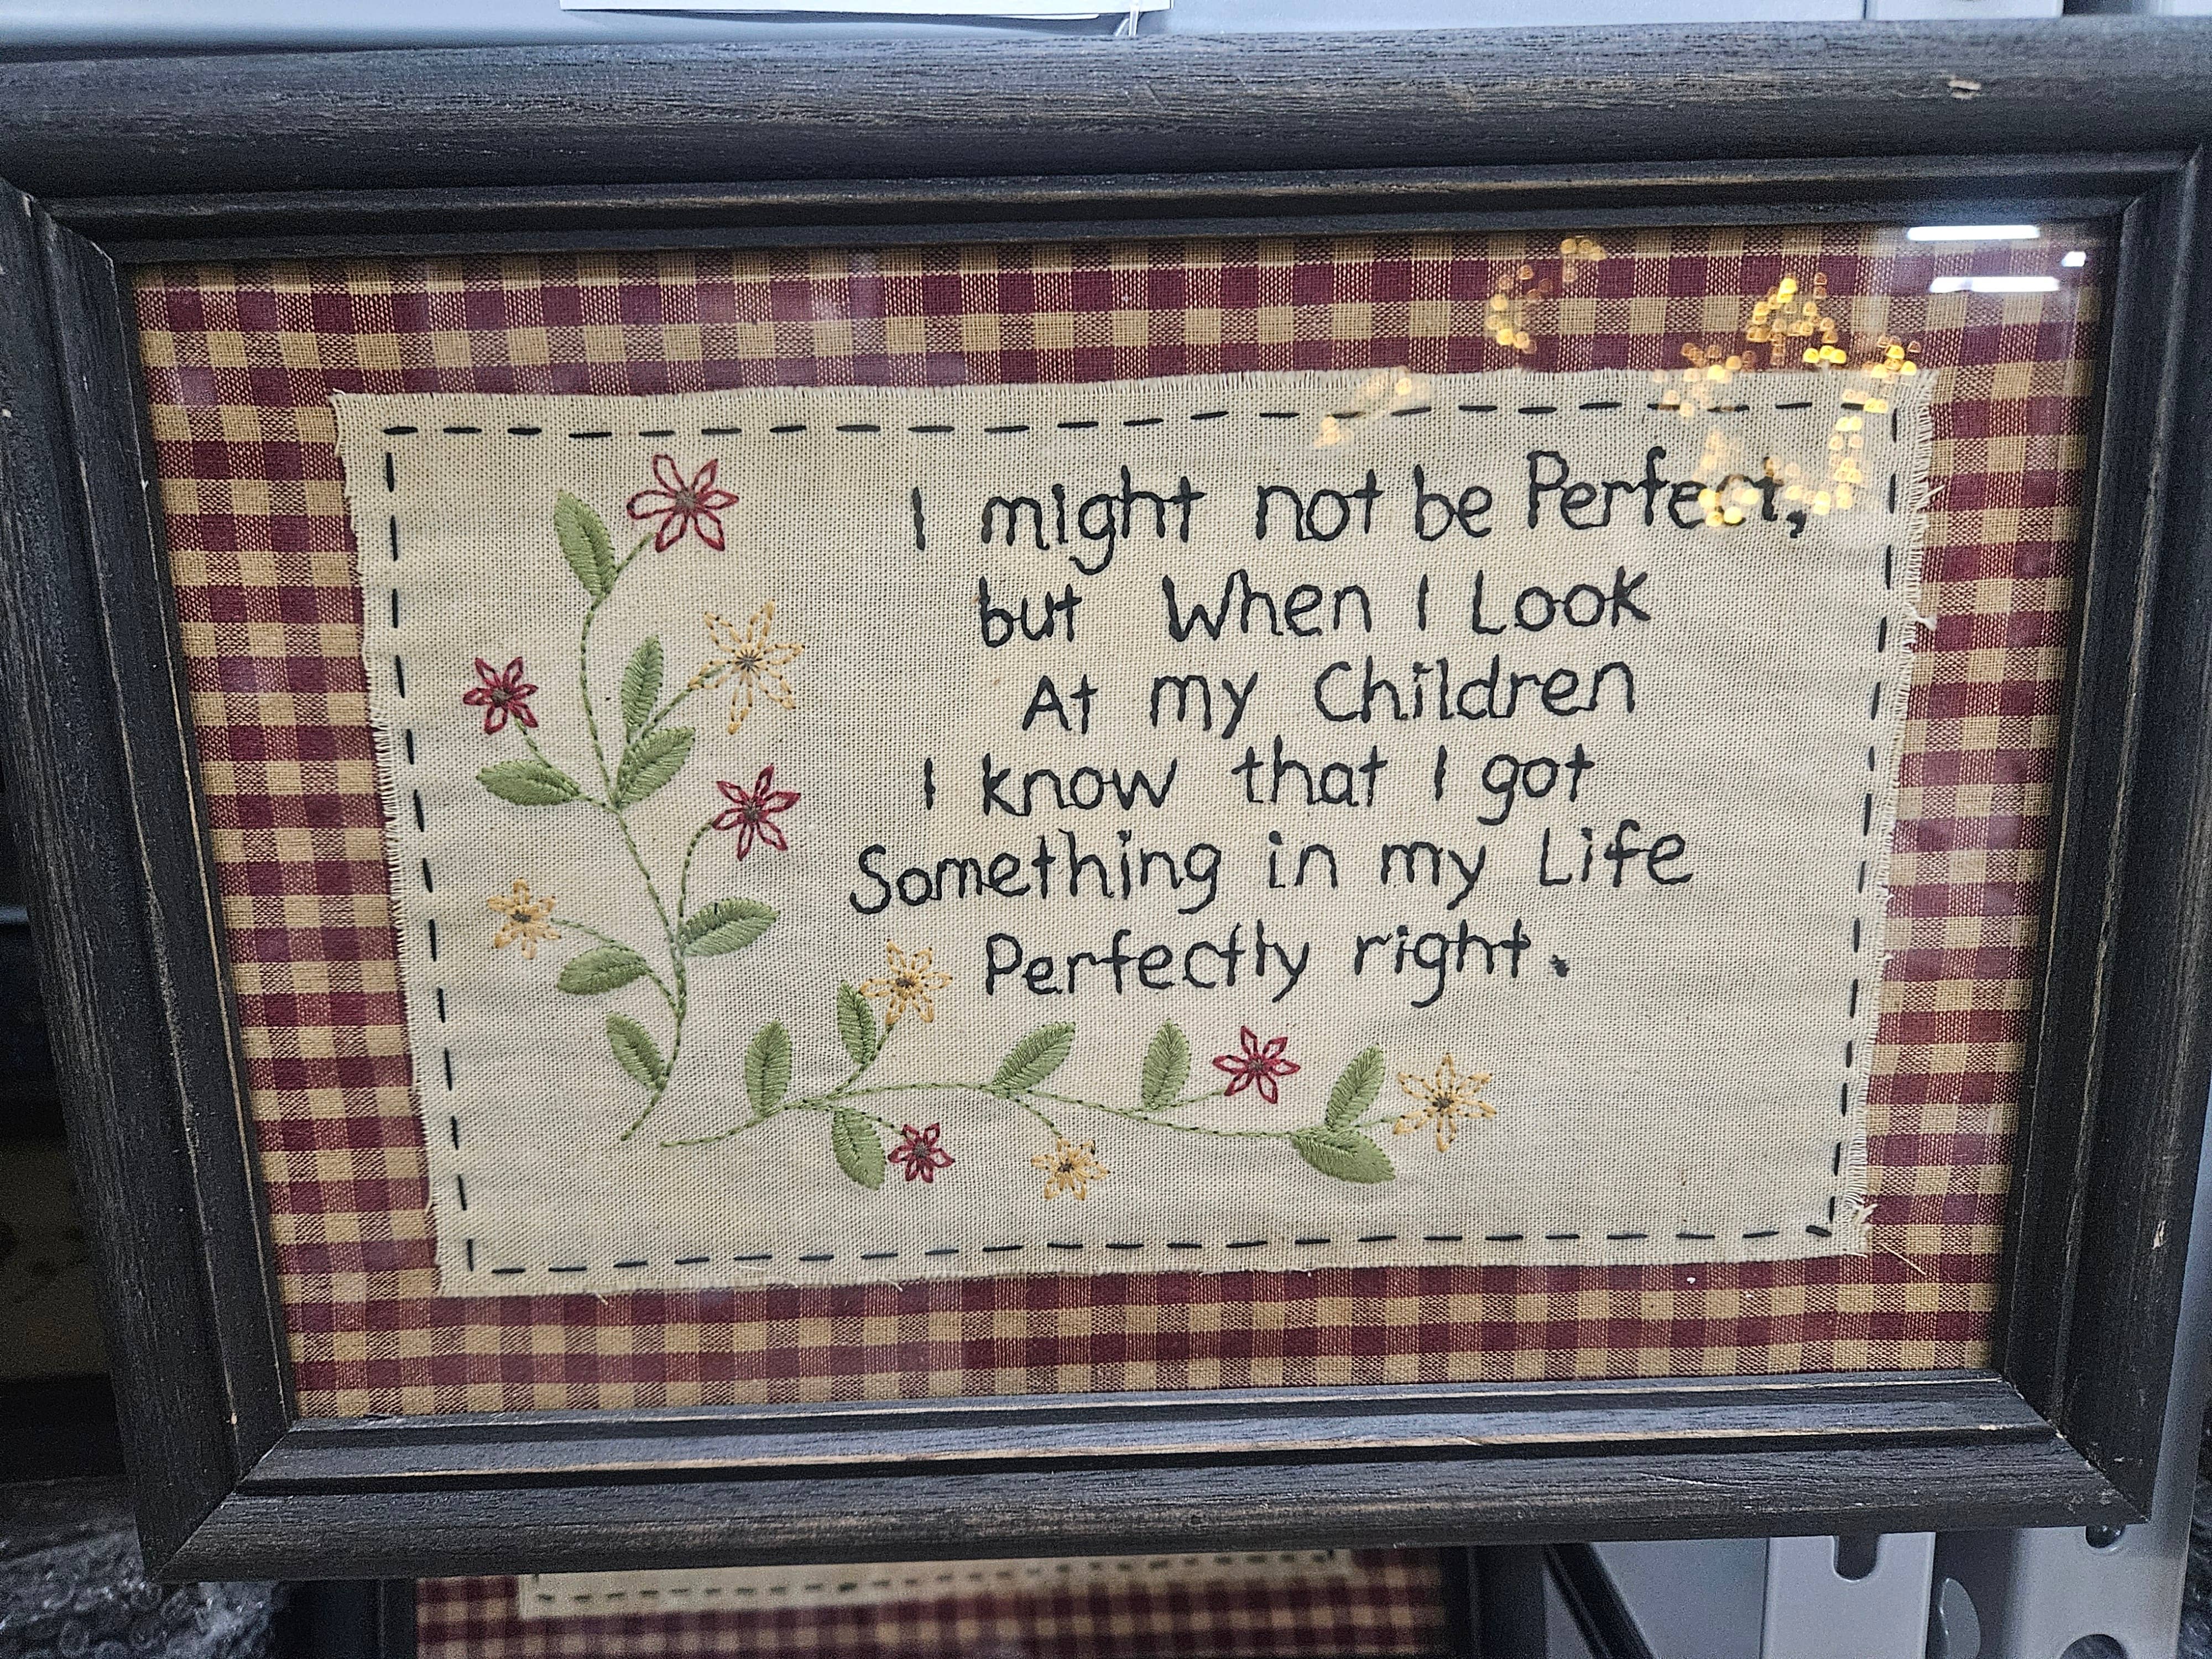 I might not be Perfect,
but When I Look
At my Children
I know that I got
Something in my Life
Perfectly right.